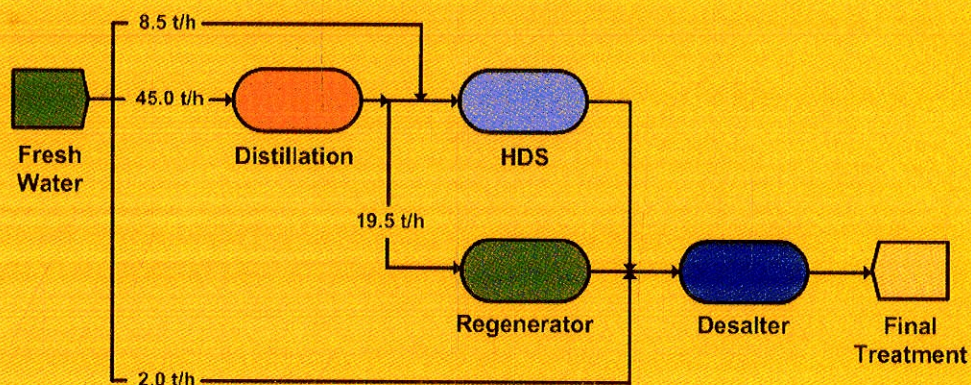 8.5 t/h
45.0 t/h
Fresh
Water
Distillation
HDS
19.5 t/h
Regenerator
Desalter
Final
Treatment
2.0 t/h